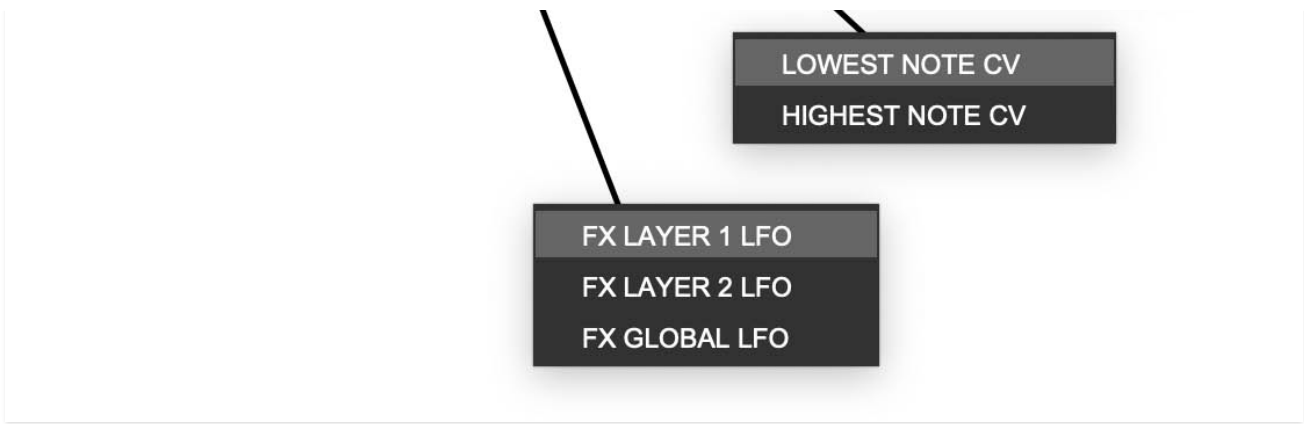 LOWEST NOTE CV
HIGHEST NOTE CV
FX LAYER 1 LFO
FX LAYER 2 LFO
FX GLOBAL LFO